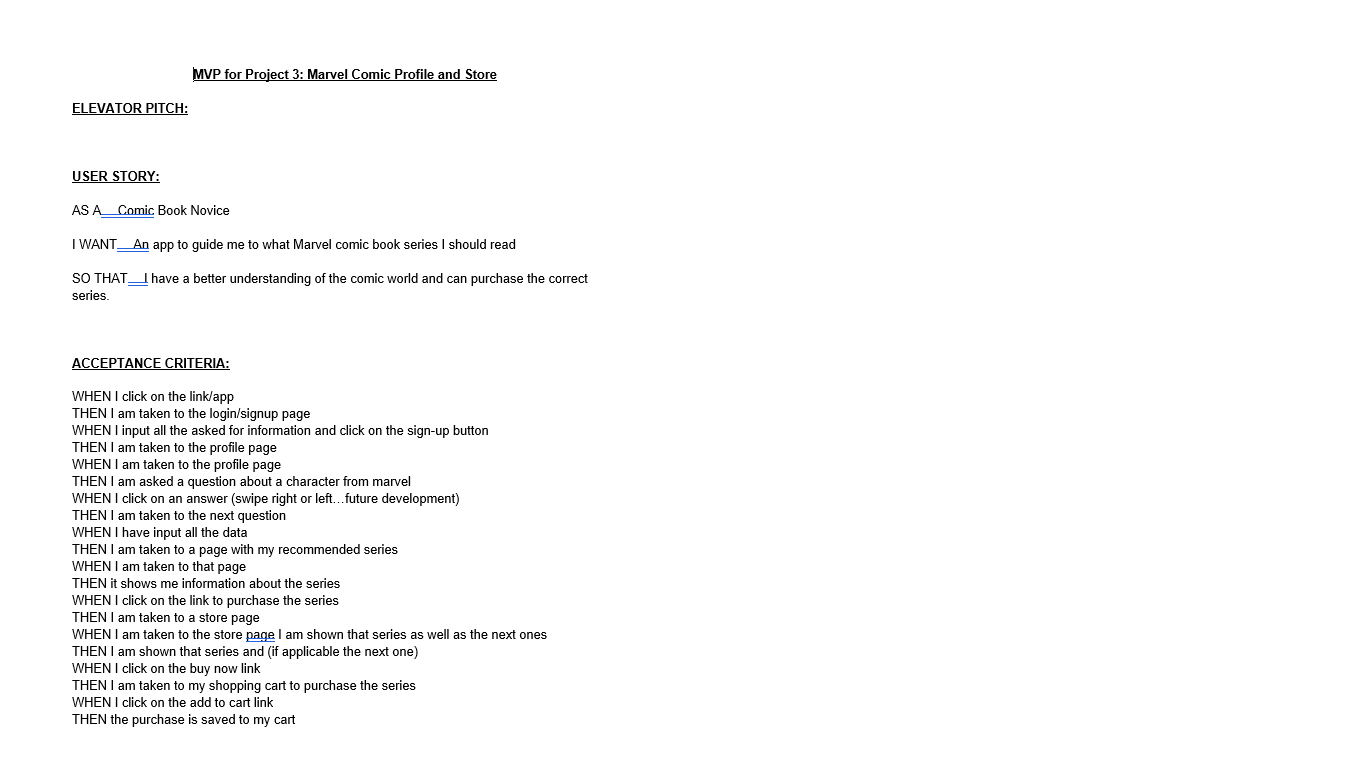 MVP for Project 3: Marvel Comic Profile and Store
ELEVATOR PITCH:
USER STORY:
AS A__Comic Book Novice
I WANT__An app to guide me to what Marvel comic book series I should read
SO THAT__I have a better understanding of the comic world and can purchase the correct
series.
ACCEPTANCE CRITERIA:
WHEN I click on the link/app
THEN I am taken to the login/signup page
WHEN I input all the asked for information and click on the sign-up button
THEN I am taken to the profile page
WHEN I am taken to the profile page
THEN I am asked a question about a character from marvel
WHEN I click on an answer (swipe right or left…future development)
THEN I am taken to the next question
WHEN I have input all the data
THEN I am taken to a page with my recommended series
WHEN I am taken to that page
THEN it shows me information about the series
WHEN I click on the link to purchase the series
THEN I am taken to a store page
WHEN I am taken to the store page I am shown that series as well as the next ones
THEN I am shown that series and (if applicable the next one)
WHEN I click on the buy now link
THEN I am taken to my shopping cart to purchase the series
WHEN I click on the add to cart link
THEN the purchase is saved to my cart